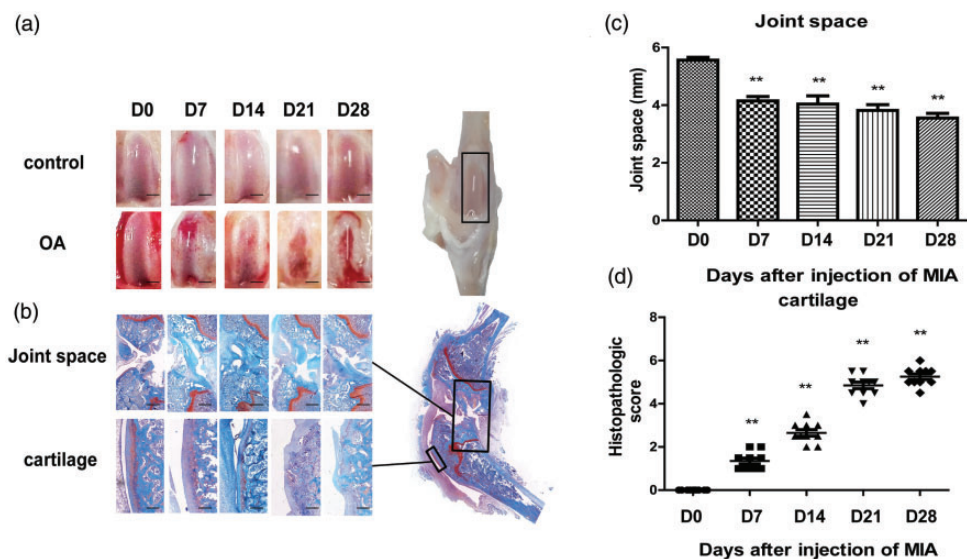 (a)
D0 D7 D14 D21 D28
control
OA
(b)
Joint space
cartilage
(c)
Joint space
Joint space (mm)
6
4
2
0
** ** ** **
D0 D7 D14 D21 D28
Days after injection of MIA
(d)
cartilage
Histopathologic
score
8
6
4
2
0
** ** ** **
D0 D7 D14 D21 D28
Days after injection of MIA